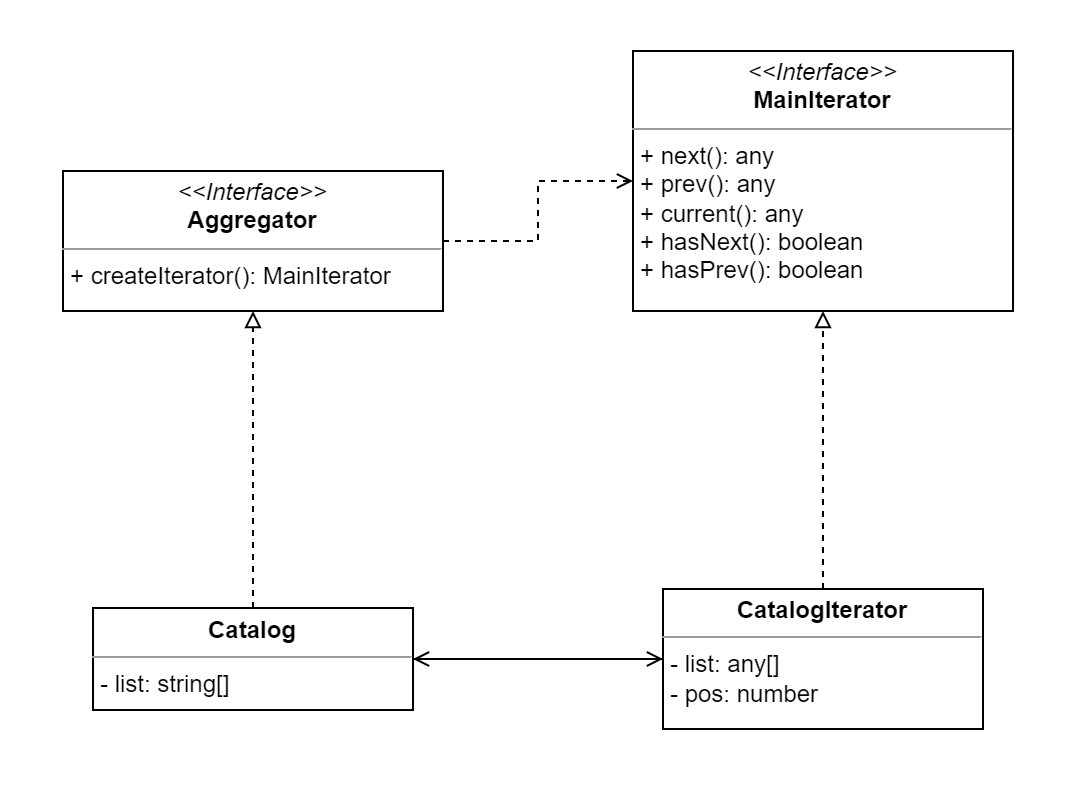 <<Interface>>
MainIterator
+ next(): any
+ prev(): any
+ current(): any
+ hasNext(): boolean
+ hasPrev(): boolean
<<Interface>>
Aggregator
+ createIterator(): MainIterator
Catalog
- list: string[]
CatalogIterator
- list: any[]
- pos: number